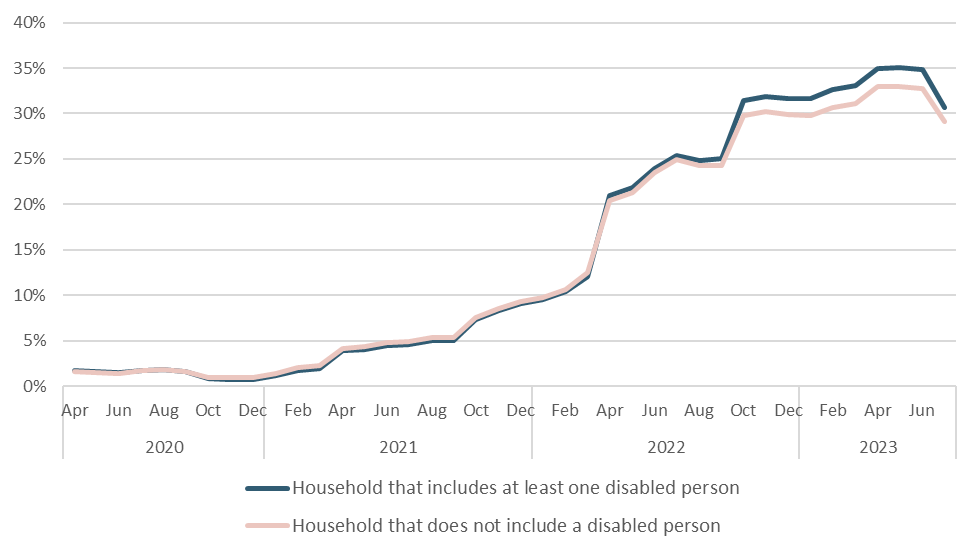 40%
35%
30%
25%
20%
15%
10%
5%
0%
Apr Jun Aug Oct Dec Feb Apr Jun Aug Oct Dec Feb Apr Jun Aug Oct Dec Feb Apr Jun
2020 2021 2022 2023
Household that includes at least one disabled person
Household that does not include a disabled person